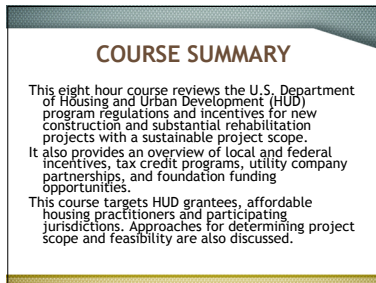 COURSE SUMMARY
This eight hour course reviews the U.S. Department
of Housing and Urban Development (HUD)
program regulations and incentives for new
construction and substantial rehabilitation
projects with a sustainable project scope.
It also provides an overview of local and federal
incentives, tax credit programs, utility company
partnerships, and foundation funding
opportunities.
This course targets HUD grantees, affordable
housing practitioners and participating
jurisdictions. Approaches for determining project
scope and feasibility are also discussed.